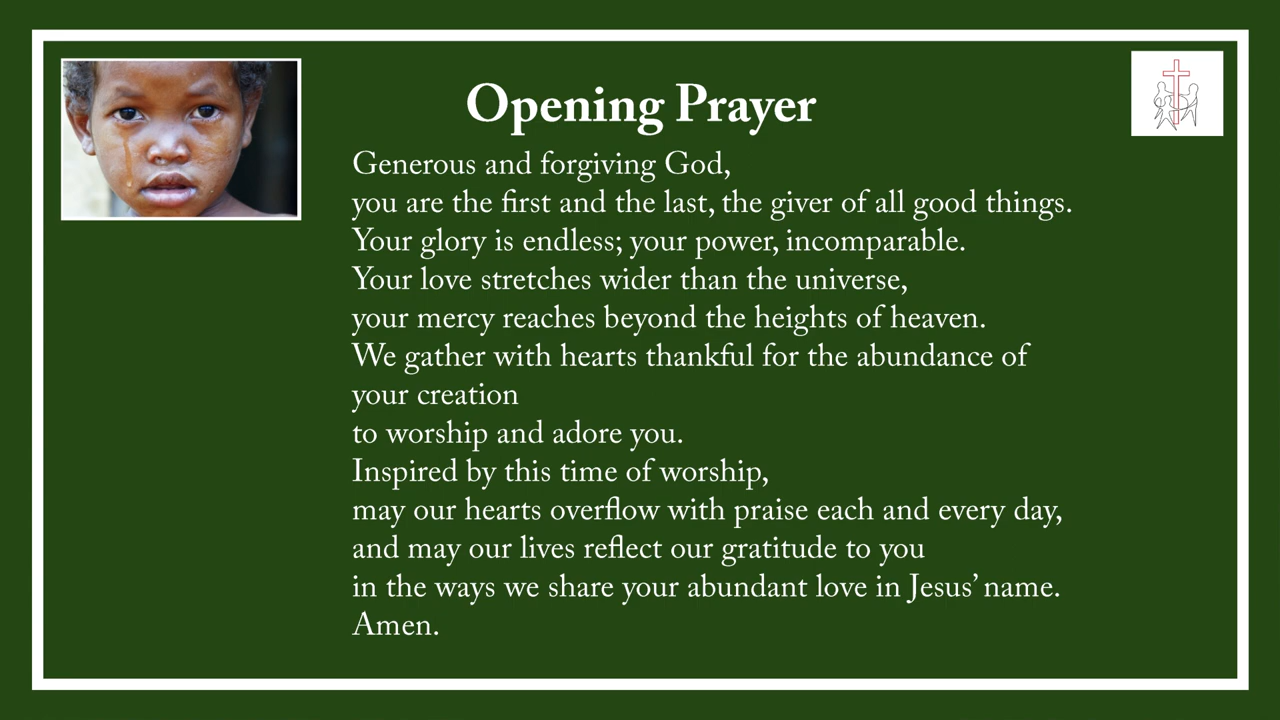 Opening Prayer
Generous and forgiving God,
you are the first and the last, the giver of all good things.
Your glory is endless; your power, incomparable.
Your love stretches wider than the universe,
your mercy reaches beyond the heights of heaven.
We gather with hearts thankful for the abundance of
your creation
to worship and adore you.
Inspired by this time of worship,
may our hearts overflow with praise each and every day,
and may our lives reflect our gratitude to you
in the ways we share your abundant love in Jesus’ name.
Amen.